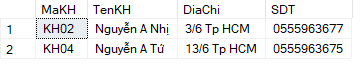 MaKH TenKH DiaChi SDT
1 KH02 Nguyễn A Nhị 3/6 Tp HCM 0555963677
2 KH04 Nguyễn A Tứ 13/6 Tp HCM 0555963675